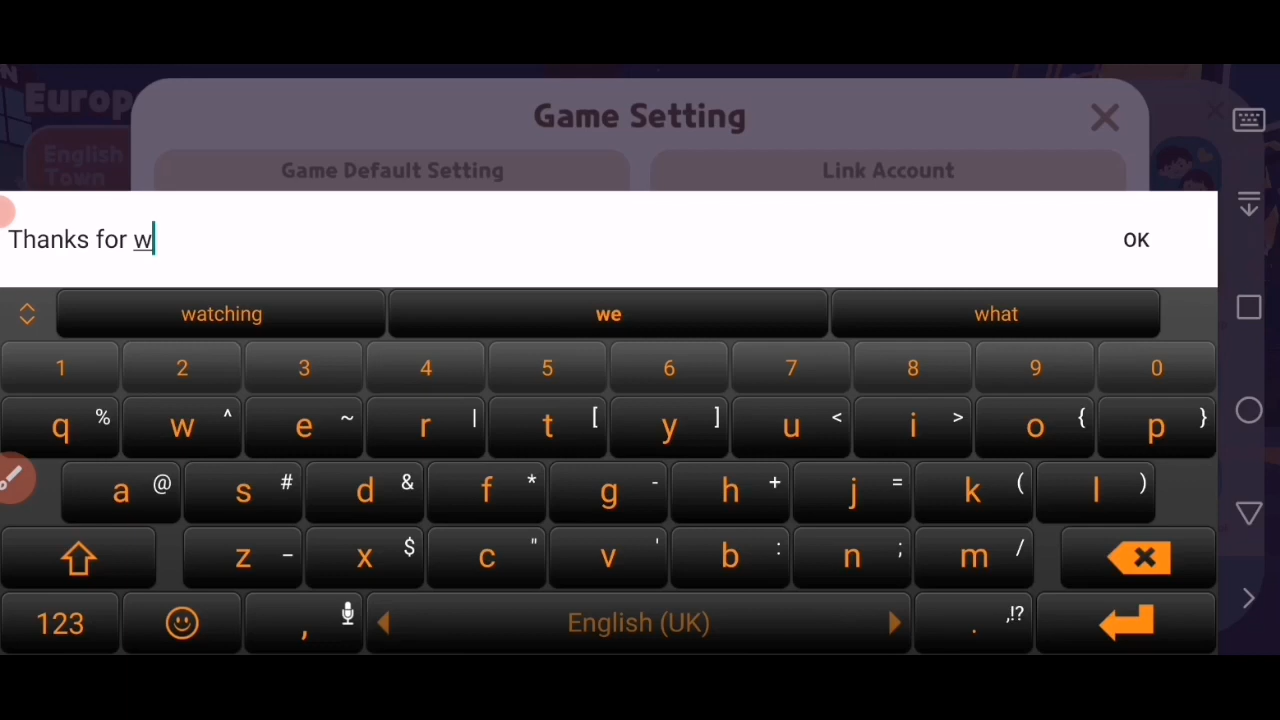 N
Europ
Game Setting
English
Town
Game Default Setting
Link Account
Thanks for w
OK
watching
we
what
1 2 3 4 5 6 7 8 9 0
q % w ^ e ~ r | t [ y ] u < i > o { p }
a @ s # d & f * g - h + j = k ( l )
z – x $ c " v ' b : n ; m /
123 , English (UK) . ,!?